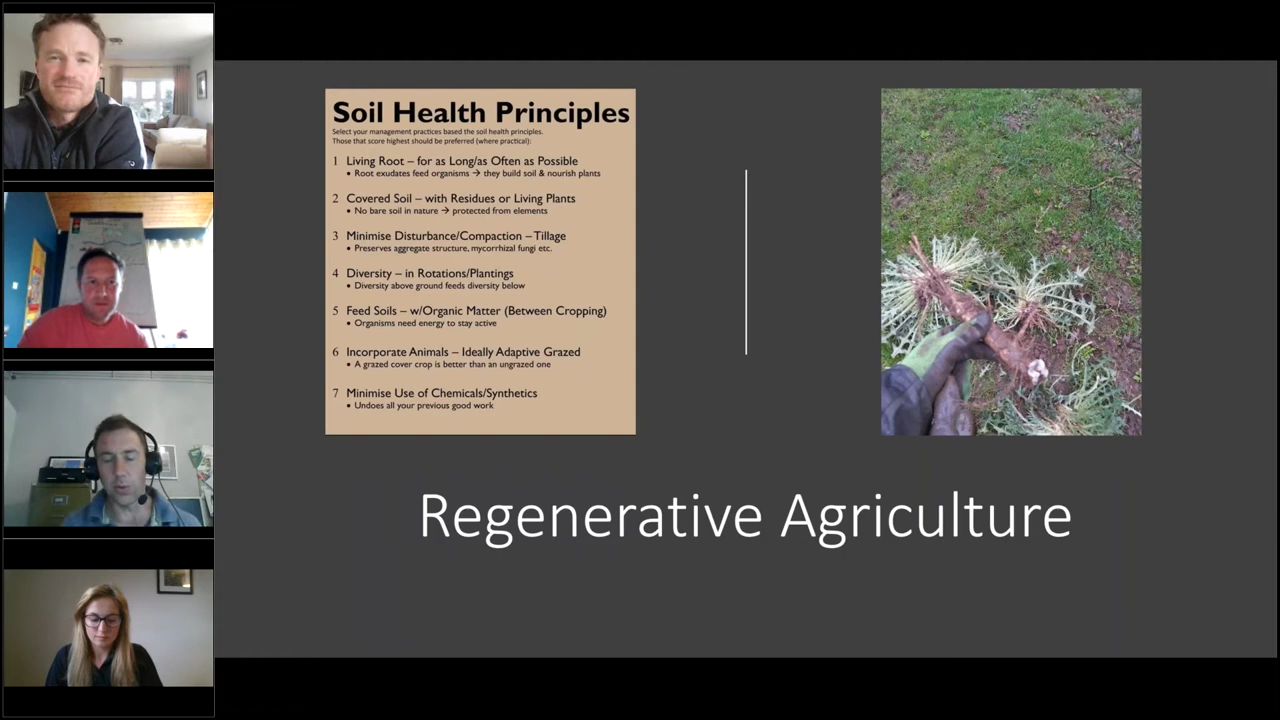 Soil Health Principles
Select your management practices based the soil health principles.
Those that score highest should be preferred (where practical):
1 Living Root – for as Long/as Often as Possible
• Root exudates feed organisms → they build soil & nourish plants
2 Covered Soil – with Residues or Living Plants
• No bare soil in nature → protected from elements
3 Minimise Disturbance/Compaction – Tillage
• Preserves aggregate structure, mycorrhizal fungi etc.
4 Diversity – in Rotations/Plantings
• Diversity above ground feeds diversity below
5 Feed Soils – w/Organic Matter (Between Cropping)
• Organisms need energy to stay active
6 Incorporate Animals – Ideally Adaptive Grazed
• A grazed cover crop is better than an ungrazed one
7 Minimise Use of Chemicals/Synthetics
• Undoes all your previous good work
Regenerative Agriculture